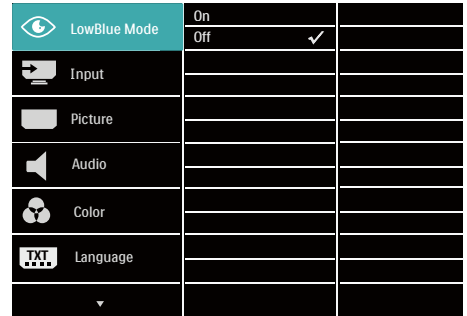 LowBlue Mode
On
Off
Input
Picture
Audio
Color
TXT
Language